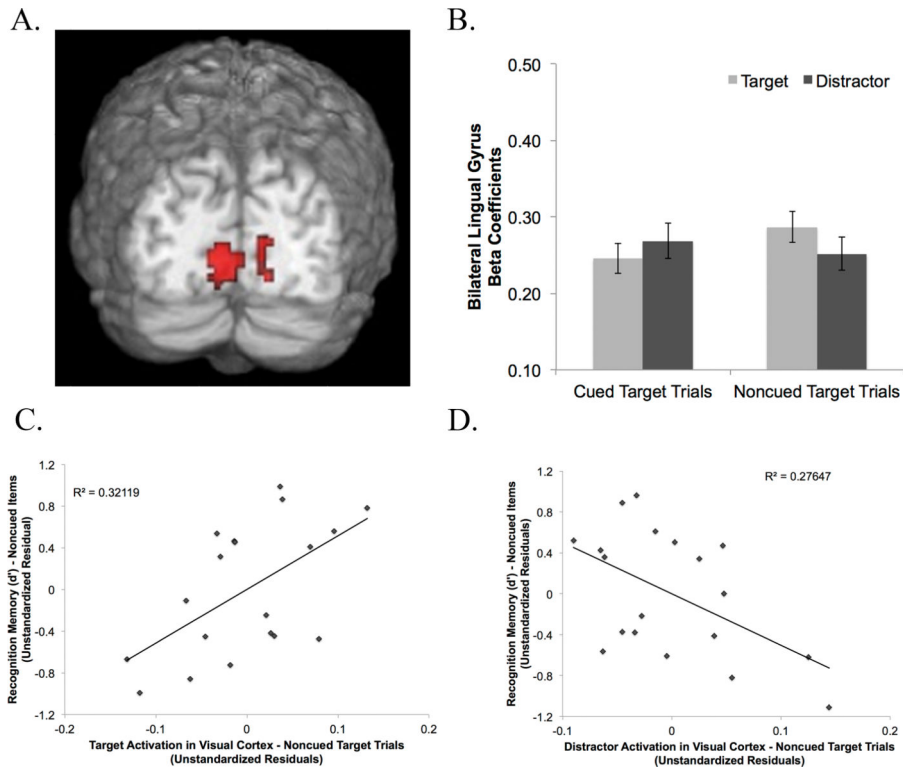 A.
B.
Bilateral Lingual Gyrus
Beta Coefficients
0.50
0.40
0.30
0.20
0.10
Target
Distractor
Cued Target Trials
Noncued Target Trials
C.
Recognition Memory (d') - Noncued Items
(Unstandardized Residual)
1.2
0.8
0.4
0
-0.4
-0.8
-1.2
R² = 0.32119
-0.2
-0.1
0
0.1
0.2
Target Activation in Visual Cortex - Noncued Target Trials
(Unstandardized Residuals)
D.
Recognition Memory (d') - Noncued Items
(Unstandardized Residuals)
1.2
0.8
0.4
0
-0.4
-0.8
-1.2
R² = 0.27647
-0.1
0
0.1
0.2
Distractor Activation in Visual Cortex - Noncued Target Trials
(Unstandardized Residuals)